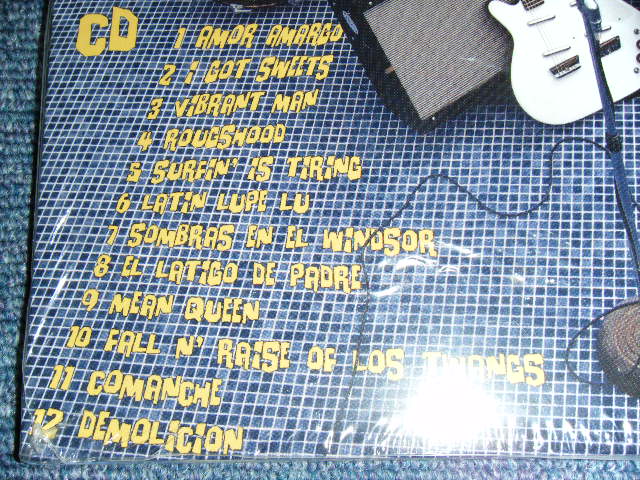 CD
1 AMOR AMARGO
2 I GOT SWEETS
3 VIBRANT MAN
4 ROUGSHOOD
5 SURFIN' IS TIRING
6 LATIN LUPE LU
7 SOMBRAS EN EL WINDSOR
8 EL LATIGO DE PADRE
9 MEAN QUEEN
10 FALL N' RAISE OF LOS TWANGS
11 COMANCHE
12 DEMOLICION